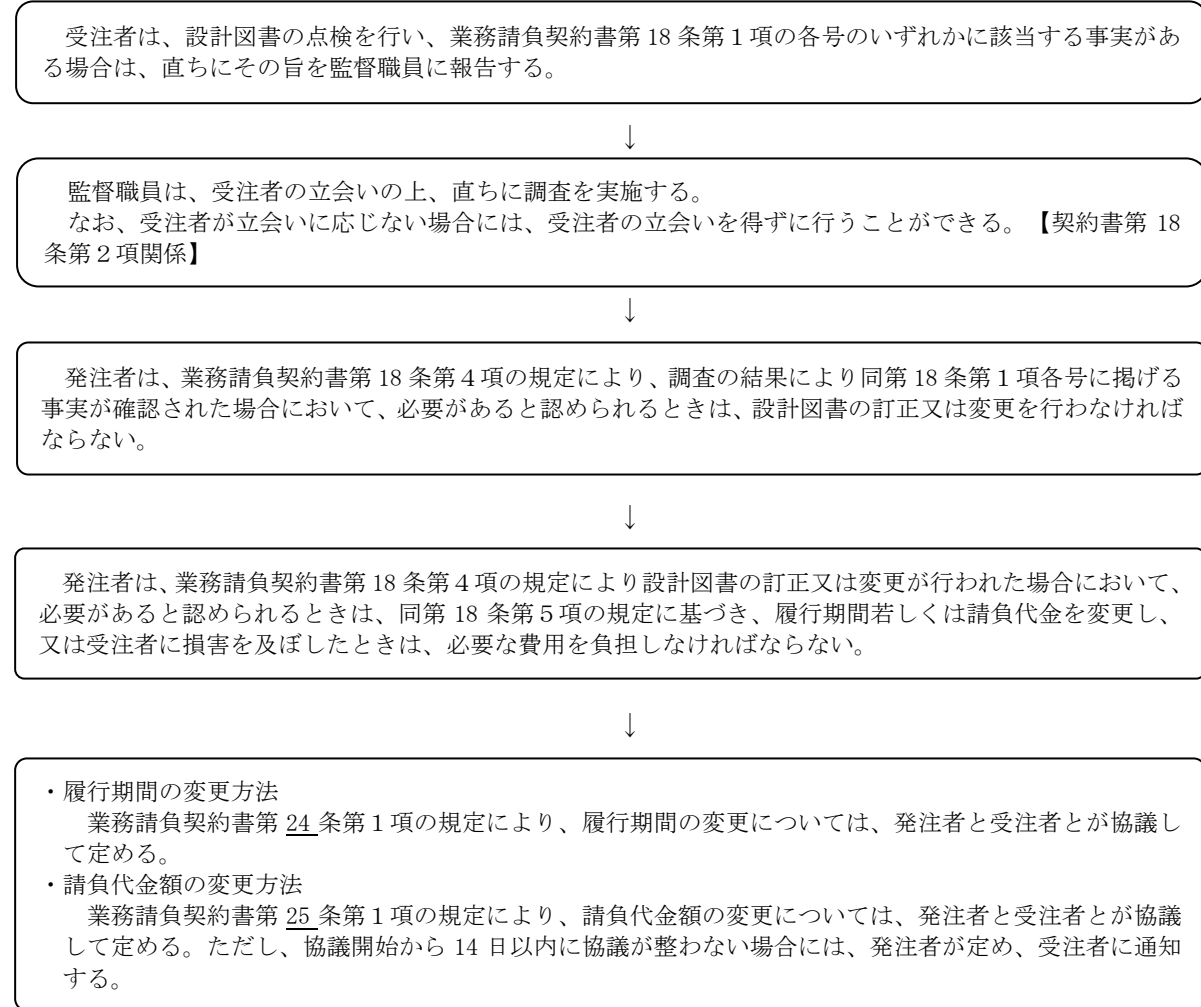 受注者は、設計図書の点検を行い、業務請負契約書第 18 条第１項の各号のいずれかに該当する事実があ
る場合は、直ちにその旨を監督職員に報告する。
↓
監督職員は、受注者の立会いの上、直ちに調査を実施する。
なお、受注者が立会いに応じない場合には、受注者の立会いを得ずに行うことができる。【契約書第 18
条第２項関係】
↓
発注者は、業務請負契約書第 18 条第４項の規定により、調査の結果により同第 18 条第１項各号に掲げる
事実が確認された場合において、必要があると認められるときは、設計図書の訂正又は変更を行わなければ
ならない。
↓
発注者は、業務請負契約書第 18 条第４項の規定により設計図書の訂正又は変更が行われた場合において、
必要があると認められるときは、同第 18 条第５項の規定に基づき、履行期間若しくは請負代金を変更し、
又は受注者に損害を及ぼしたときは、必要な費用を負担しなければならない。
↓
・履行期間の変更方法
業務請負契約書第 24 条第１項の規定により、履行期間の変更については、発注者と受注者とが協議し
て定める。
・請負代金額の変更方法
業務請負契約書第 25 条第１項の規定により、請負代金額の変更については、発注者と受注者とが協議
して定める。ただし、協議開始から 14 日以内に協議が整わない場合には、発注者が定め、受注者に通知
する。